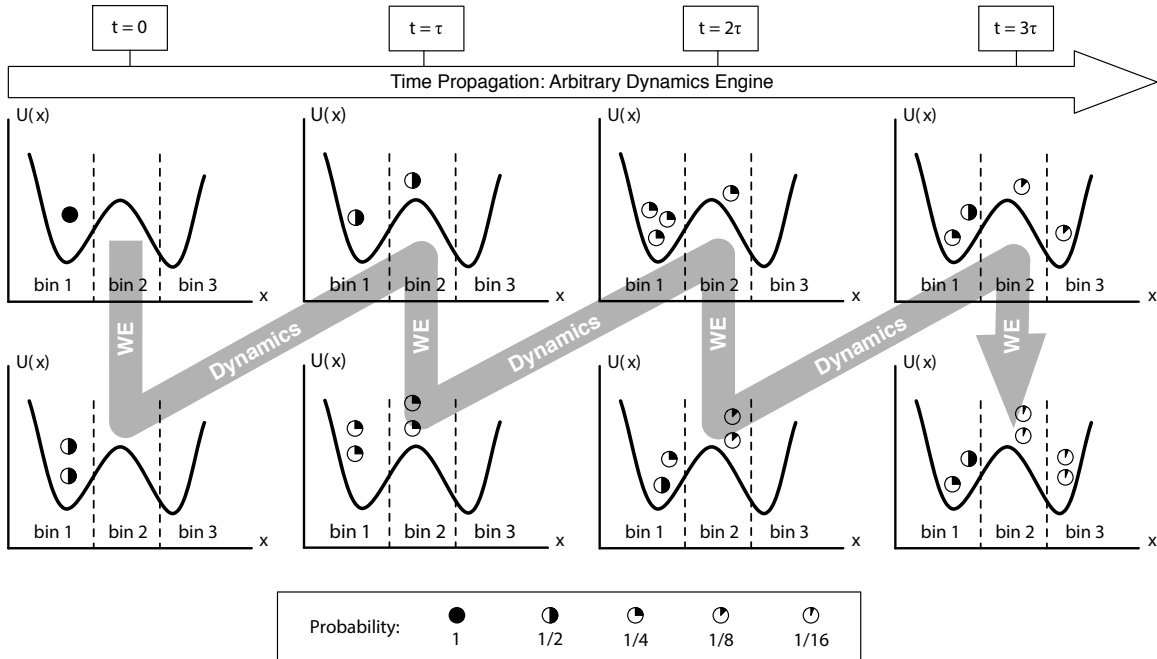 t = 0
t = τ
t = 2τ
t = 3τ
Time Propagation: Arbitrary Dynamics Engine
U(x)
U(x)
U(x)
U(x)
bin 1 bin 2 bin 3 x
bin 1 bin 2 bin 3 x
bin 1 bin 2 bin 3 x
bin 1 bin 2 bin 3 x
WE
Dynamics
WE
Dynamics
WE
Dynamics
WE
U(x)
U(x)
U(x)
U(x)
bin 1 bin 2 bin 3 x
bin 1 bin 2 bin 3 x
bin 1 bin 2 bin 3 x
bin 1 bin 2 bin 3 x
Probability:
1
1/2
1/4
1/8
1/16